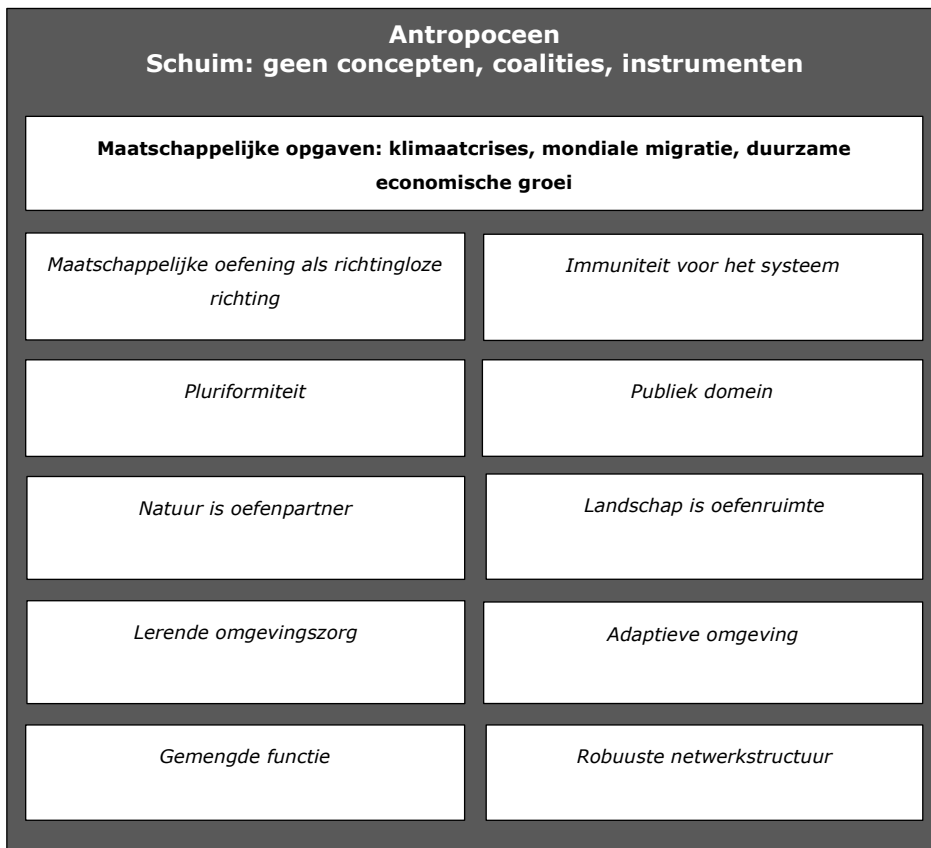 Antropoceen
Schuim: geen concepten, coalities, instrumenten
Maatschappelijke opgaven: klimaatcrises, mondiale migratie, duurzame
economische groei
Maatschappelijke oefening als richtingloze
richting
Immuniteit voor het systeem
Pluriformiteit
Publiek domein
Natuur is oefenpartner
Landschap is oefenruimte
Lerende omgevingszorg
Adaptieve omgeving
Gemengde functie
Robuuste netwerkstructuur